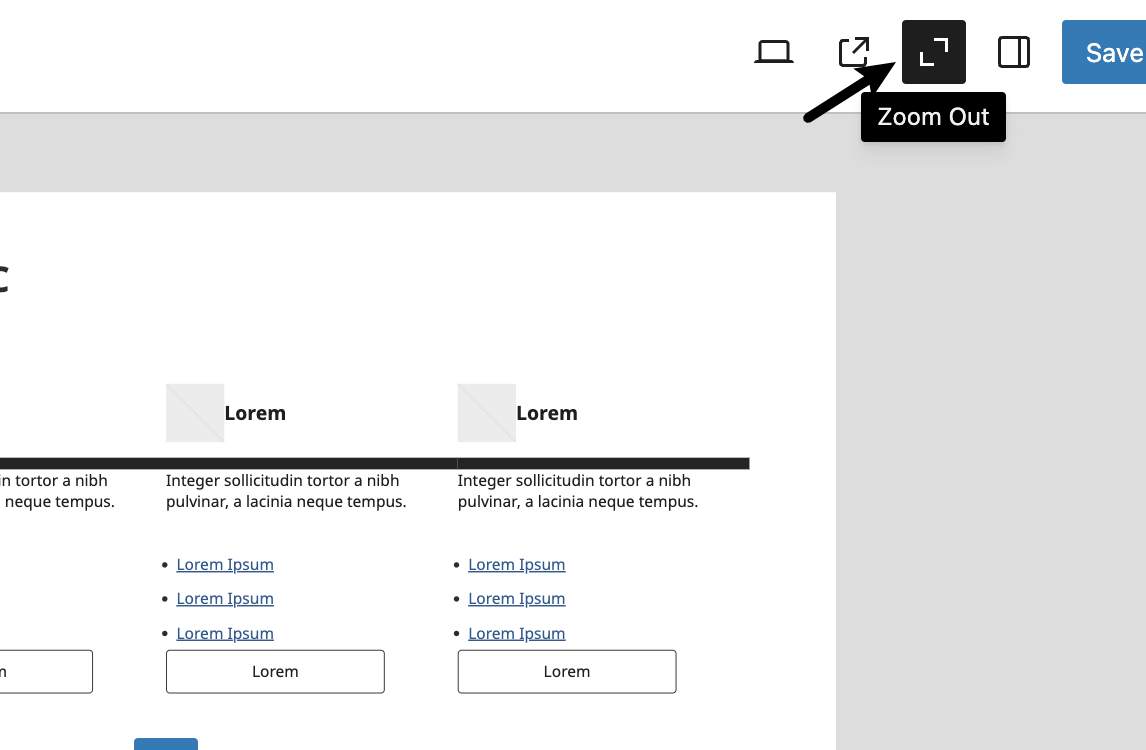 Save
Zoom Out
c
Lorem
Lorem
in tortor a nibh
neque tempus.
Integer sollicitudin tortor a nibh
pulvinar, a lacinia neque tempus.
Integer sollicitudin tortor a nibh
pulvinar, a lacinia neque tempus.
Lorem Ipsum
Lorem Ipsum
Lorem Ipsum
Lorem Ipsum
Lorem Ipsum
Lorem Ipsum
m
Lorem
Lorem